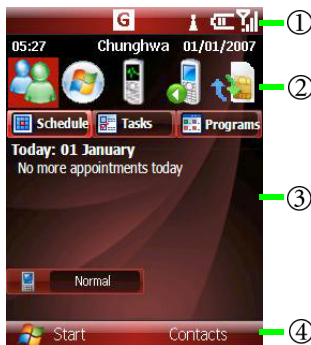 G ①
05:27 Chunghwa 01/01/2007
②
Schedule Tasks Programs
Today: 01 January
No more appointments today
③
Normal
Start Contacts ④